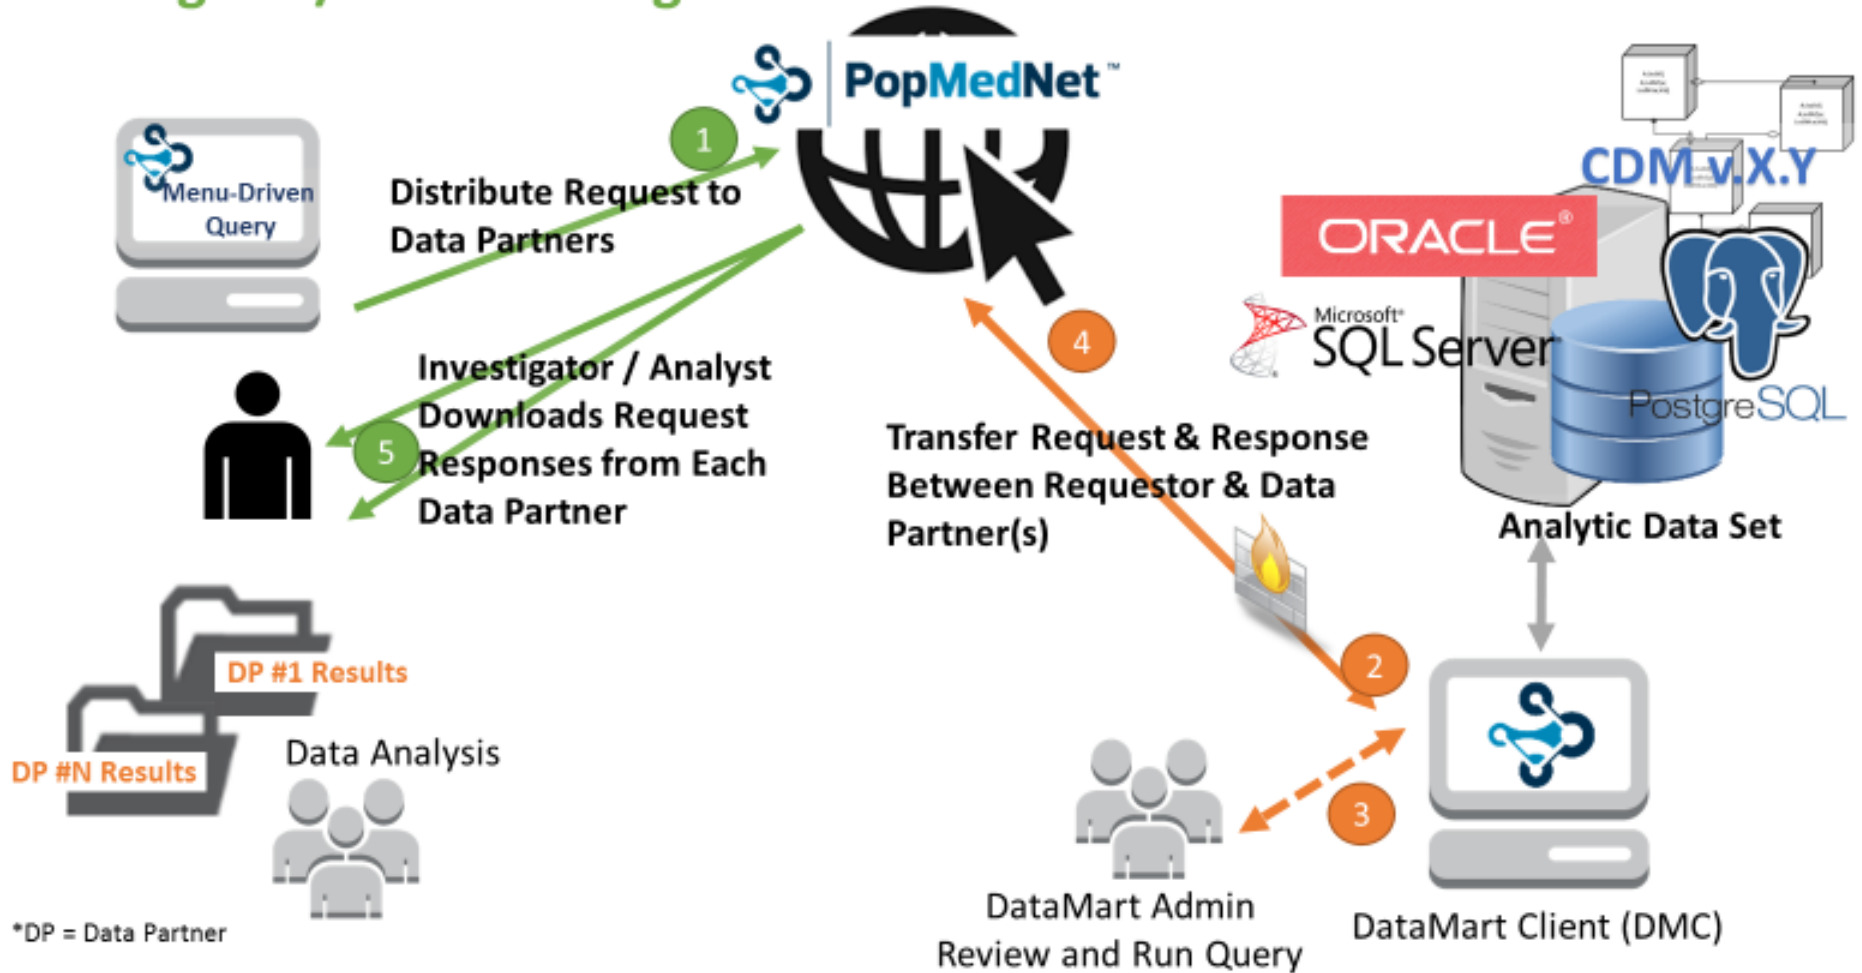 PopMedNet™
1
Menu-Driven
Query
Distribute Request to
Data Partners
CDM v.X.Y
ORACLE®
Microsoft®
SQL Server
PostgreSQL
4
Investigator / Analyst
Downloads Request
Responses from Each
Data Partner
5
Transfer Request & Response
Between Requestor & Data
Partner(s)
Analytic Data Set
2
DP #1 Results
DP #N Results
Data Analysis
3
DataMart Admin
Review and Run Query
DataMart Client (DMC)
*DP = Data Partner